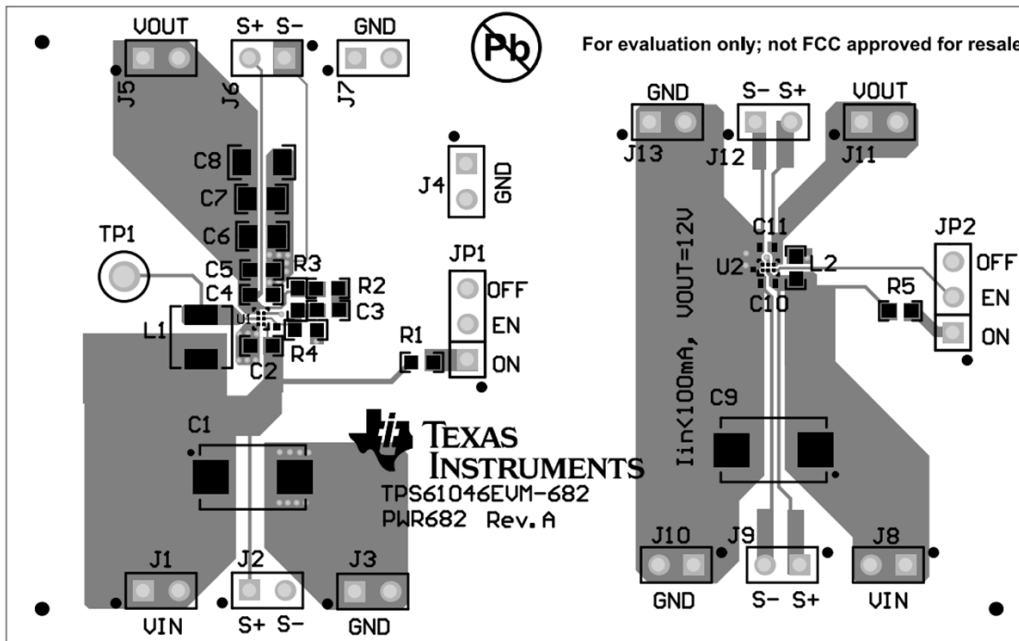 VOUT
S+ S-
GND
Pb
For evaluation only; not FCC approved for resale
J5
J6
J7
GND
S- S+
VOUT
J13
J12
J11
C8
C7
C6
C5
C4
J4
GND
TP1
L1
U1
C2
R3
R2
C3
R4
R1
JP1
OFF
EN
ON
C11
U2
L2
C10
R5
JP2
OFF
EN
ON
Iin<100mA, VOUT=12V
C1
C9
TEXAS
INSTRUMENTS
TPS61046EVM-682
PWR682 Rev.A
J1
J2
J3
VIN
S+ S-
GND
J10
J9
J8
GND
S- S+
VIN